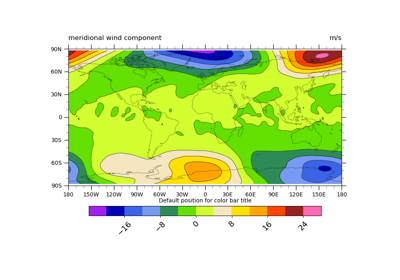 meridional wind component m/s
90N
60N
30N
0
30S
60S
90S
180 150W 120W 90W 60W 30W 0 30E 60E 90E 120E 150E 180
Default position for color bar title
-16 -8 0 8 16 24